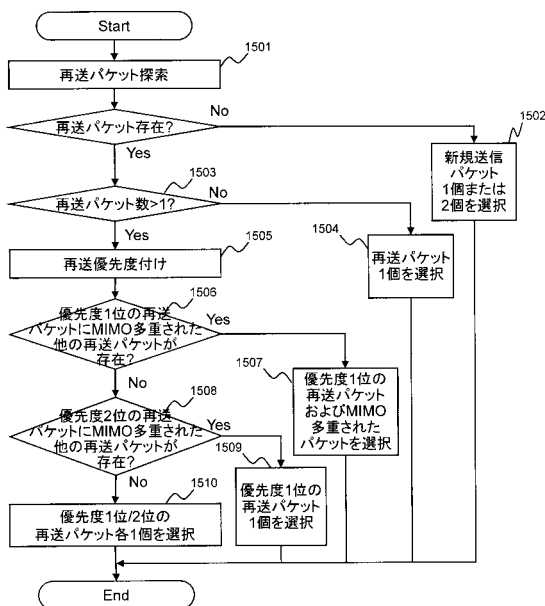 Start
1501
再送パケット探索
No
1502
再送パケット存在?
Yes
新規送信
パケット
1個または
2個を選択
1503
No
再送パケット数>1?
Yes
1505
1504
再送パケット
1個を選択
再送優先度付け
1506
優先度1位の再送
パケットにMIMO多重された
他の再送パケットが
存在?
Yes
No
1507
優先度1位の
再送パケット
およびMIMO
多重された
パケットを選択
1508
優先度2位の再送
パケットにMIMO多重された
他の再送パケットが
存在?
Yes
No
1509
優先度1位の
再送パケット
1個を選択
1510
優先度1位/2位の
再送パケット各1個を選択
End